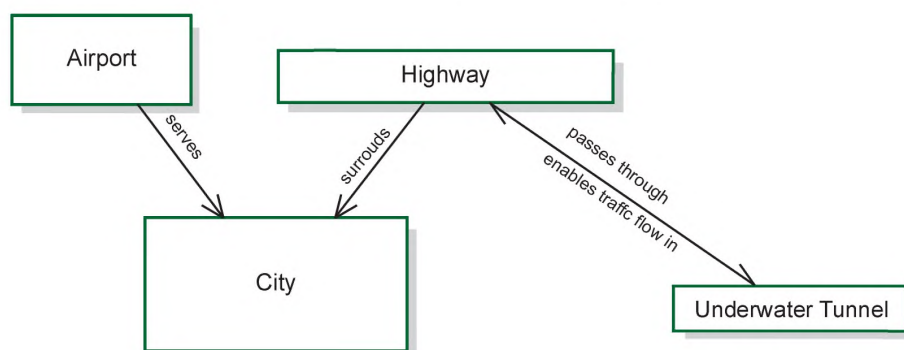 Airport
Highway
serves
surrouds
passes through
enables traffc flow in
City
Underwater Tunnel